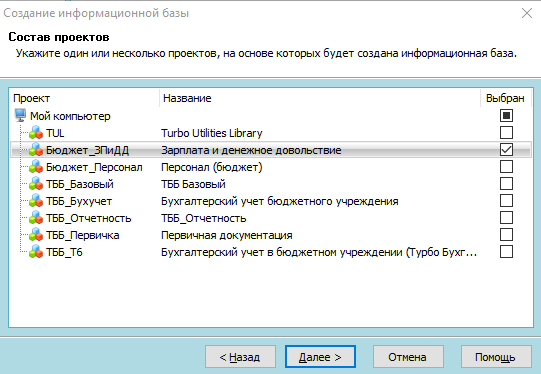 Создание информационной базы
Состав проектов
Укажите один или несколько проектов, на основе которых будет создана информационная база.
Проект Название Выбран
Мой компьютер
TUL Turbo Utilities Library
Бюджет_ЗПиДД Зарплата и денежное довольствие
Бюджет_Персонал Персонал (бюджет)
ТББ_Базовый ТББ Базовый
ТББ_Бухучет Бухгалтерский учет бюджетного учреждения
ТББ_Отчетность ТББ_Отчетность
ТББ_Первичка Первичная документация
ТББ_Т6 Бухгалтерский учет в бюджетном учреждении (Турбо Бухг...
< Назад Далее > Отмена Помощь